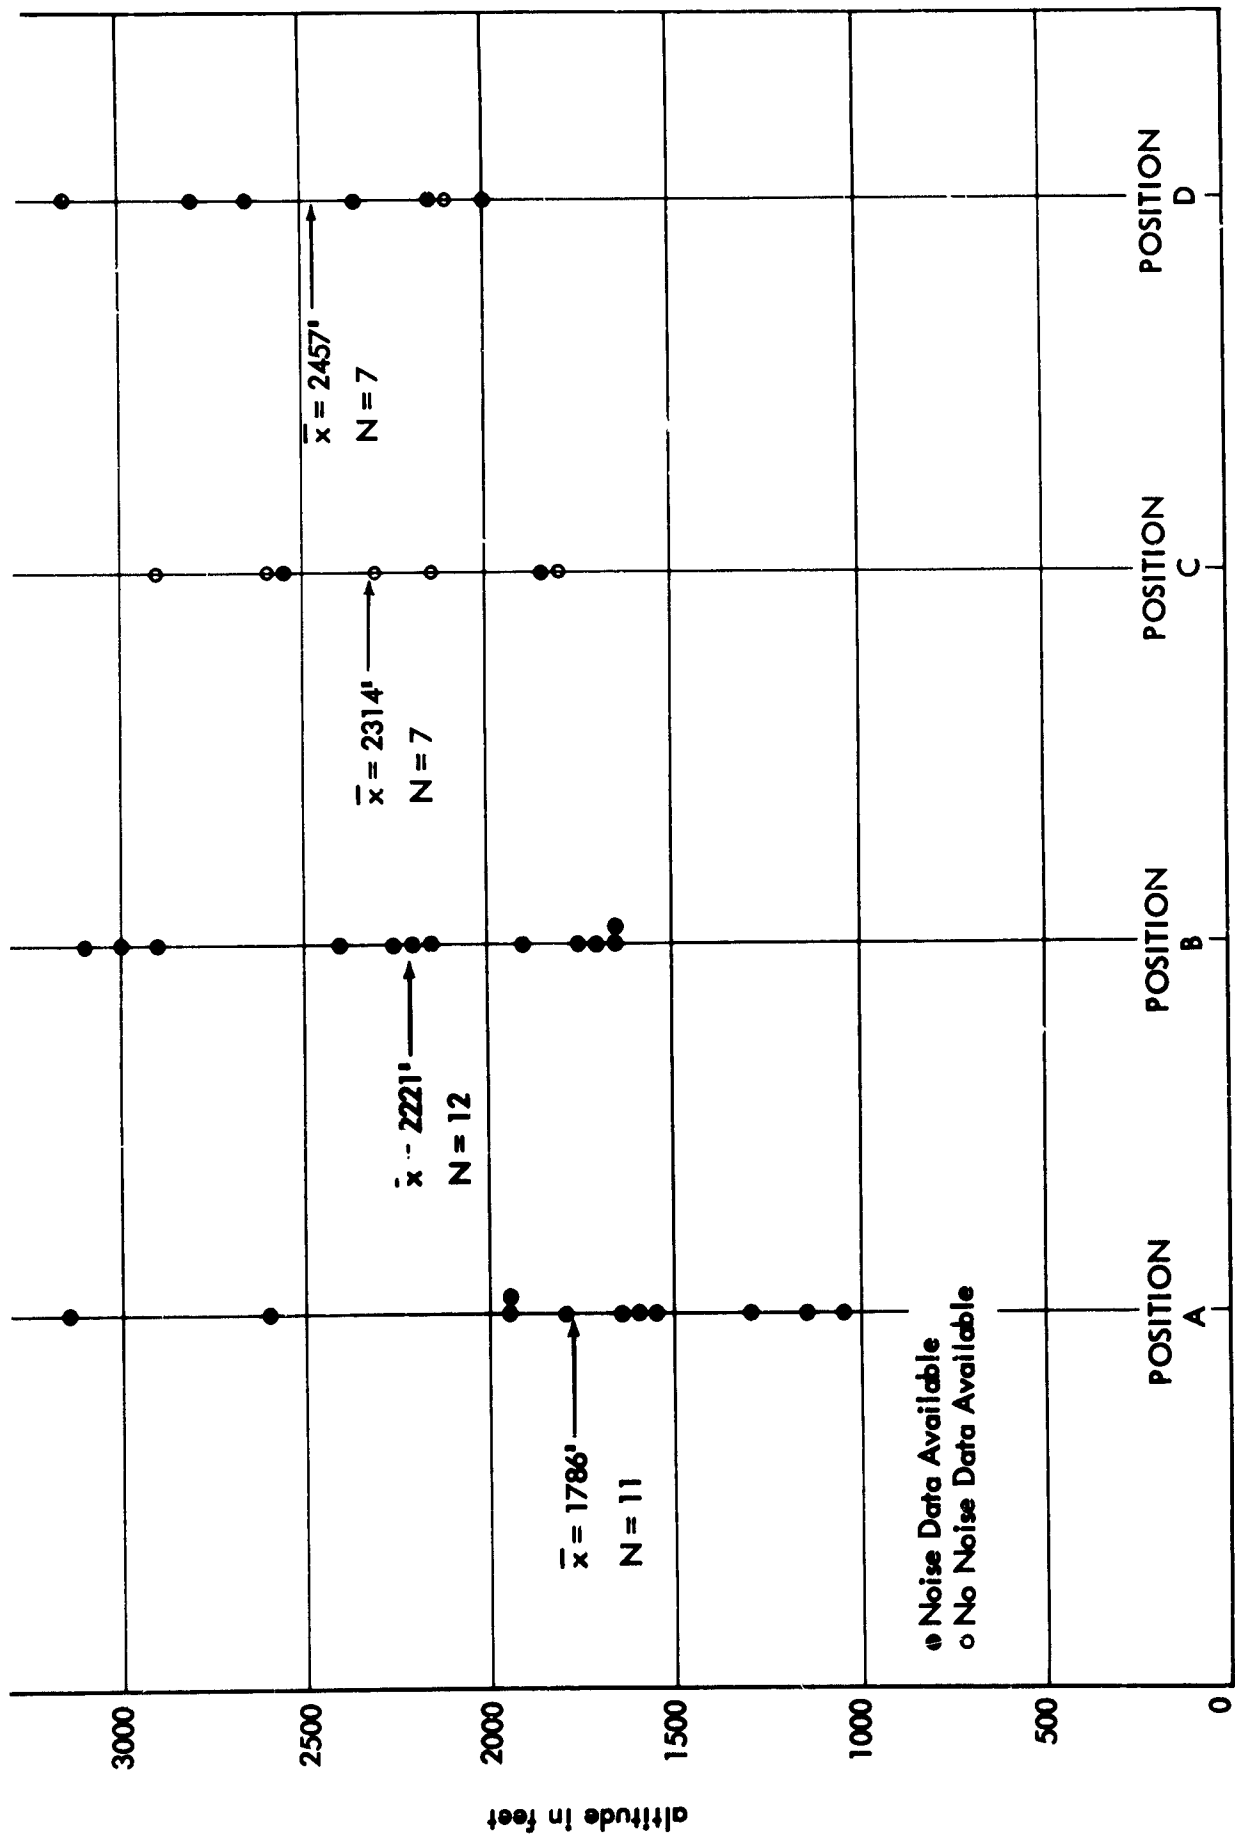 altitude in feet
3000
2500
2000
1500
1000
500
0
x̄ = 1786'
N = 11
x̄ - 2221'
N = 12
x̄ = 2314'
N = 7
x̄ = 2457'
N = 7
Noise Data Available
No Noise Data Available
POSITION
A
POSITION
B
POSITION
C
POSITION
D